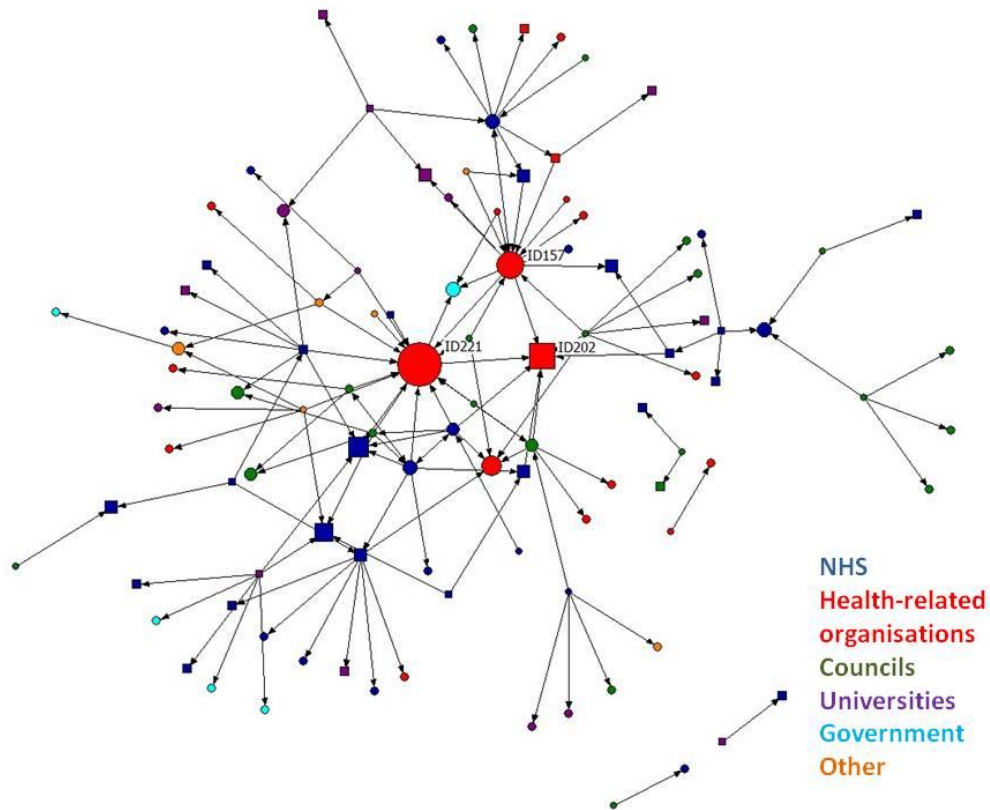 ID157
ID221
ID202
NHS
Health-related
organisations
Councils
Universities
Government
Other